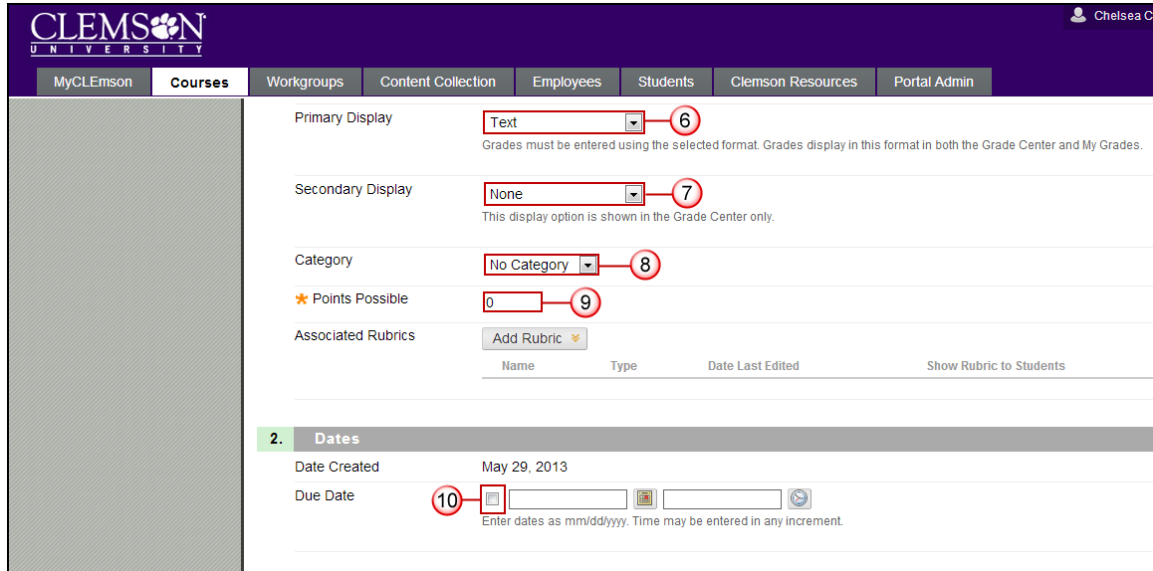 CLEMSON
UNIVERSITY
Chelsea C
MyCLEmson Courses Workgroups Content Collection Employees Students Clemson Resources Portal Admin
Primary Display Text 6
Grades must be entered using the selected format. Grades display in this format in both the Grade Center and My Grades.
Secondary Display None 7
This display option is shown in the Grade Center only.
Category No Category 8
Points Possible 0 9
Associated Rubrics Add Rubric
Name Type Date Last Edited Show Rubric to Students
2. Dates
Date Created May 29, 2013
Due Date 10
Enter dates as mm/dd/yyyy. Time may be entered in any increment.